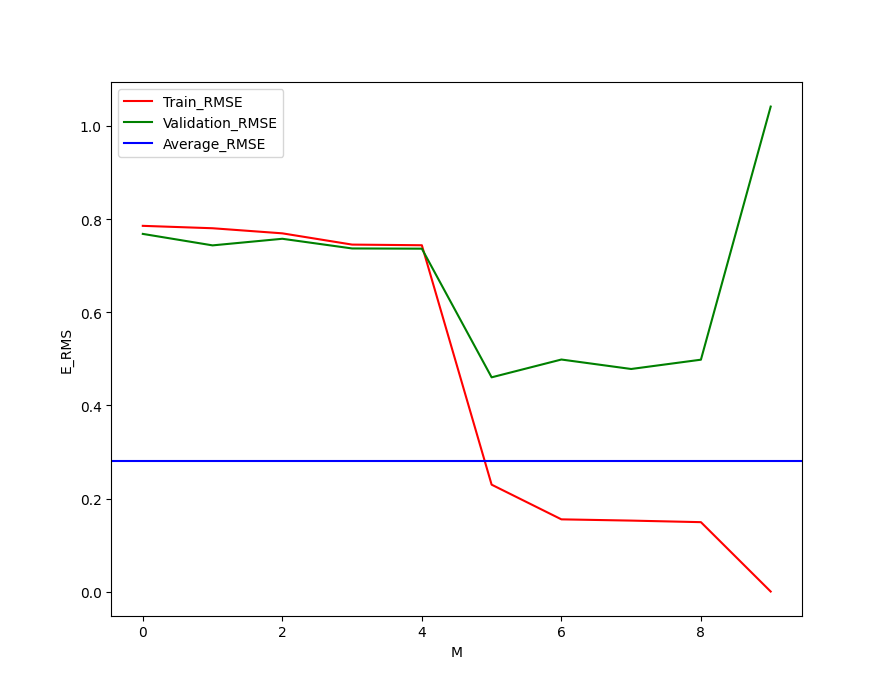 Train_RMSE
Validation_RMSE
Average_RMSE
1.0
0.8
0.6
0.4
0.2
0.0
E_RMS
0 2 4 6 8
M